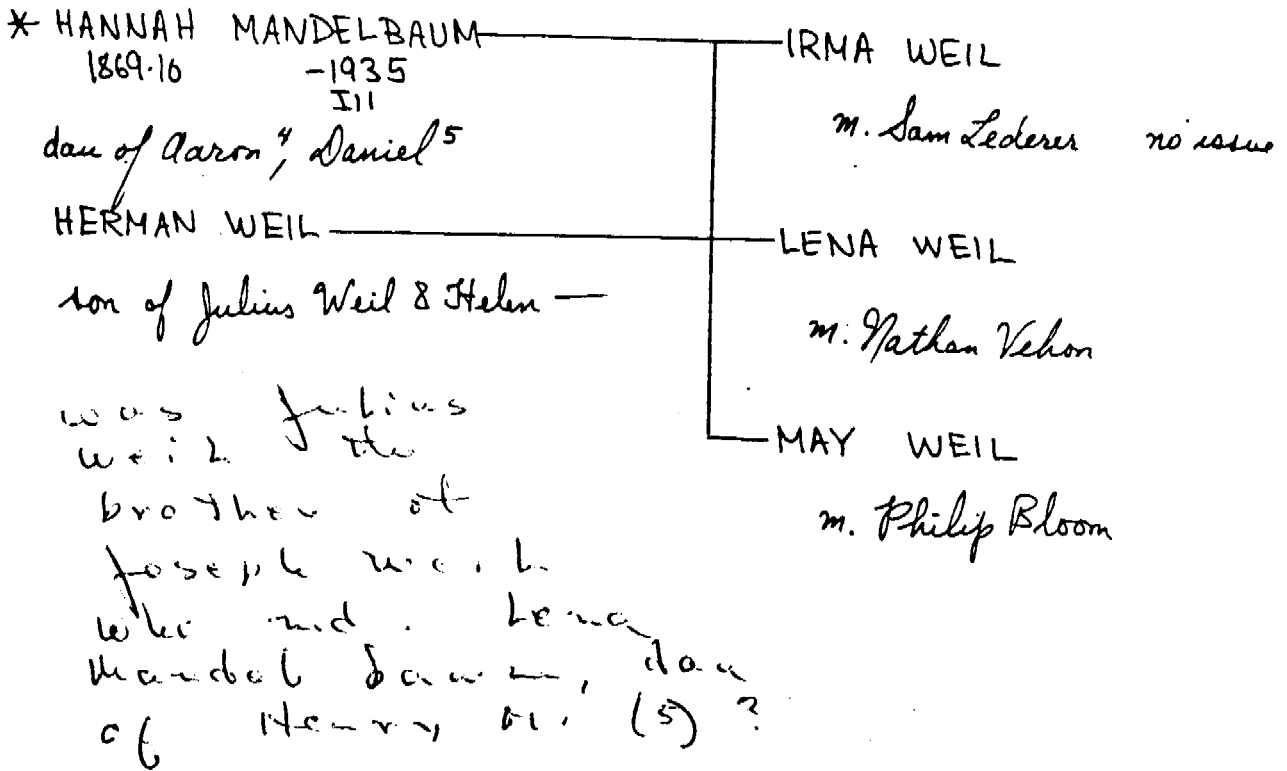 * HANNAH MANDELBAUM
1869·10 -1935
Ill
dau of Aaron⁴, Daniel⁵
HERMAN WEIL
son of Julius Weil & Helen —
was Julius
Weil the
brother of
Joseph Weil
who md. Lena
Mandelbaum, dau
of Henry M. (5)?
IRMA WEIL
m. Sam Lederer no issue
LENA WEIL
m. Nathan Vehon
MAY WEIL
m. Philip Bloom